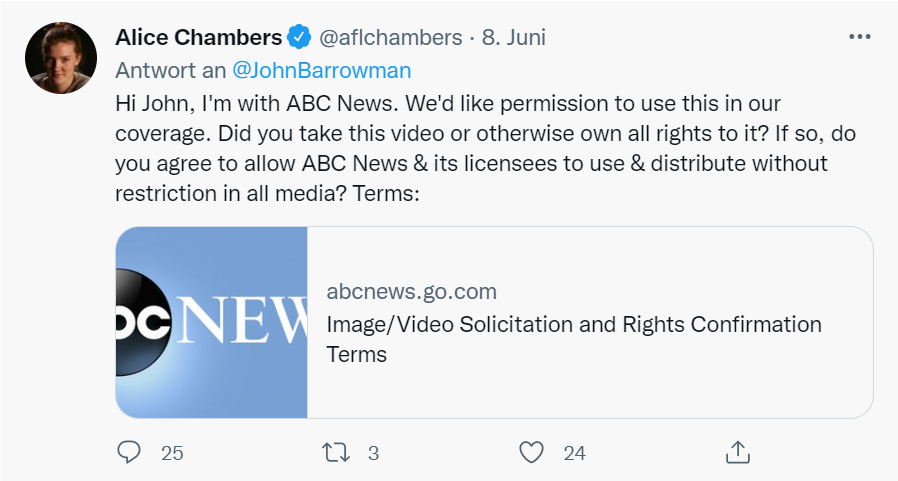 Alice Chambers @aflchambers · 8. Juni
Antwort an @JohnBarrowman
Hi John, I'm with ABC News. We'd like permission to use this in our
coverage. Did you take this video or otherwise own all rights to it? If so, do
you agree to allow ABC News & its licensees to use & distribute without
restriction in all media? Terms:
abc NEW
abcnews.go.com
Image/Video Solicitation and Rights Confirmation
Terms
25 3 24